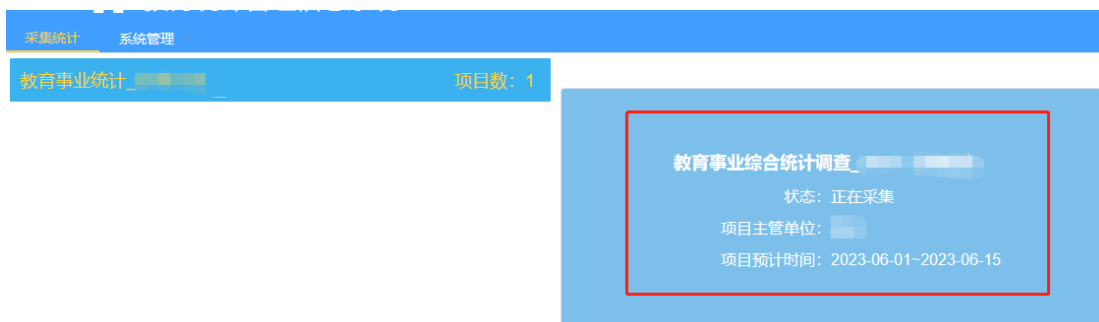 采集统计 系统管理
教育事业统计_ 项目数：1
教育事业综合统计调查_
状态：正在采集
项目主管单位：
项目预计时间：2023-06-01~2023-06-15